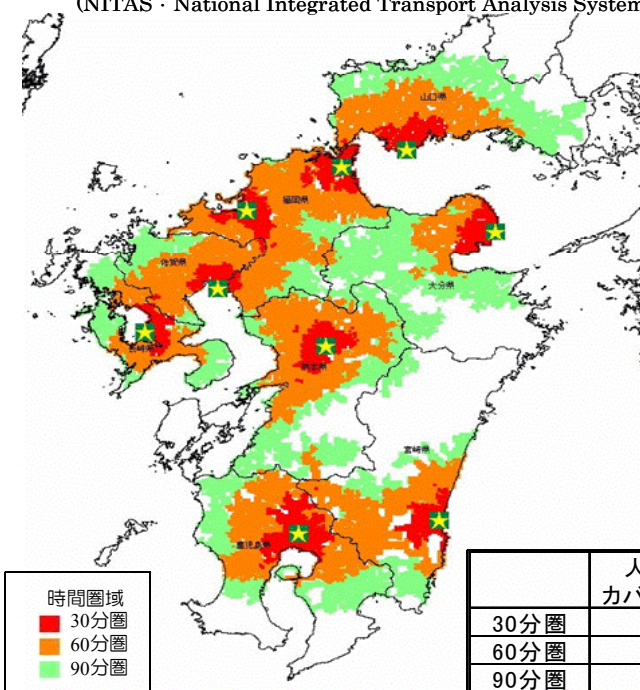 (NITAS · National Integrated Transport Analysis System
山口県
福岡県
佐賀県
大分県
長崎県
熊本県
宮崎県
鹿児島県
時間圏域
30分圏
60分圏
90分圏
人
カバ
30分圏
60分圏
90分圏